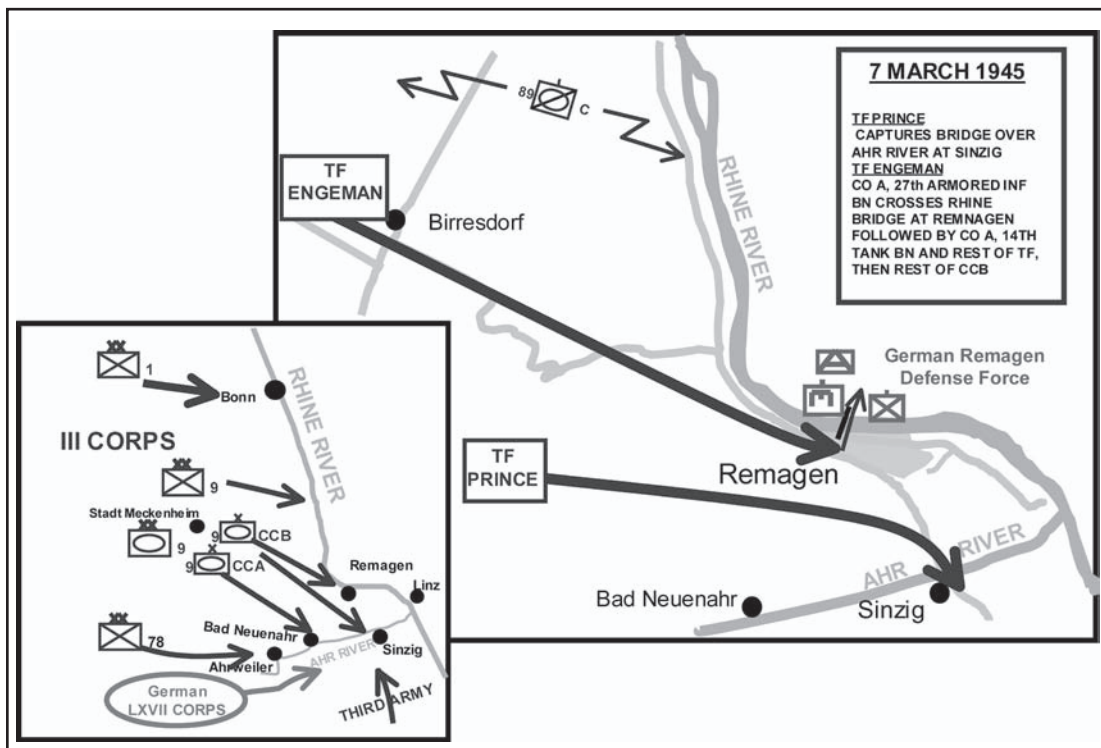 7 MARCH 1945
TF PRINCE
CAPTURES BRIDGE OVER
AHR RIVER AT SINZIG
TF ENGEMAN
CO A, 27th ARMORED INF
BN CROSSES RHINE
BRIDGE AT REMNAGEN
FOLLOWED BY CO A, 14TH
TANK BN AND REST OF TF,
THEN REST OF CCB
89
C
TF
ENGEMAN
Birresdorf
RHINE RIVER
German Remagen
Defense Force
E
Remagen
TF
PRINCE
AHR RIVER
Bad Neuenahr
Sinzig
XX
1
Bonn
RHINE RIVER
III CORPS
XX
9
Stadt Meckenheim
XX
9
X
9
CCB
X
9
CCA
Remagen
Linz
XX
78
Bad Neuenahr
Ahrweiler
AHR RIVER
Sinzig
German
LXVII CORPS
THIRD ARMY